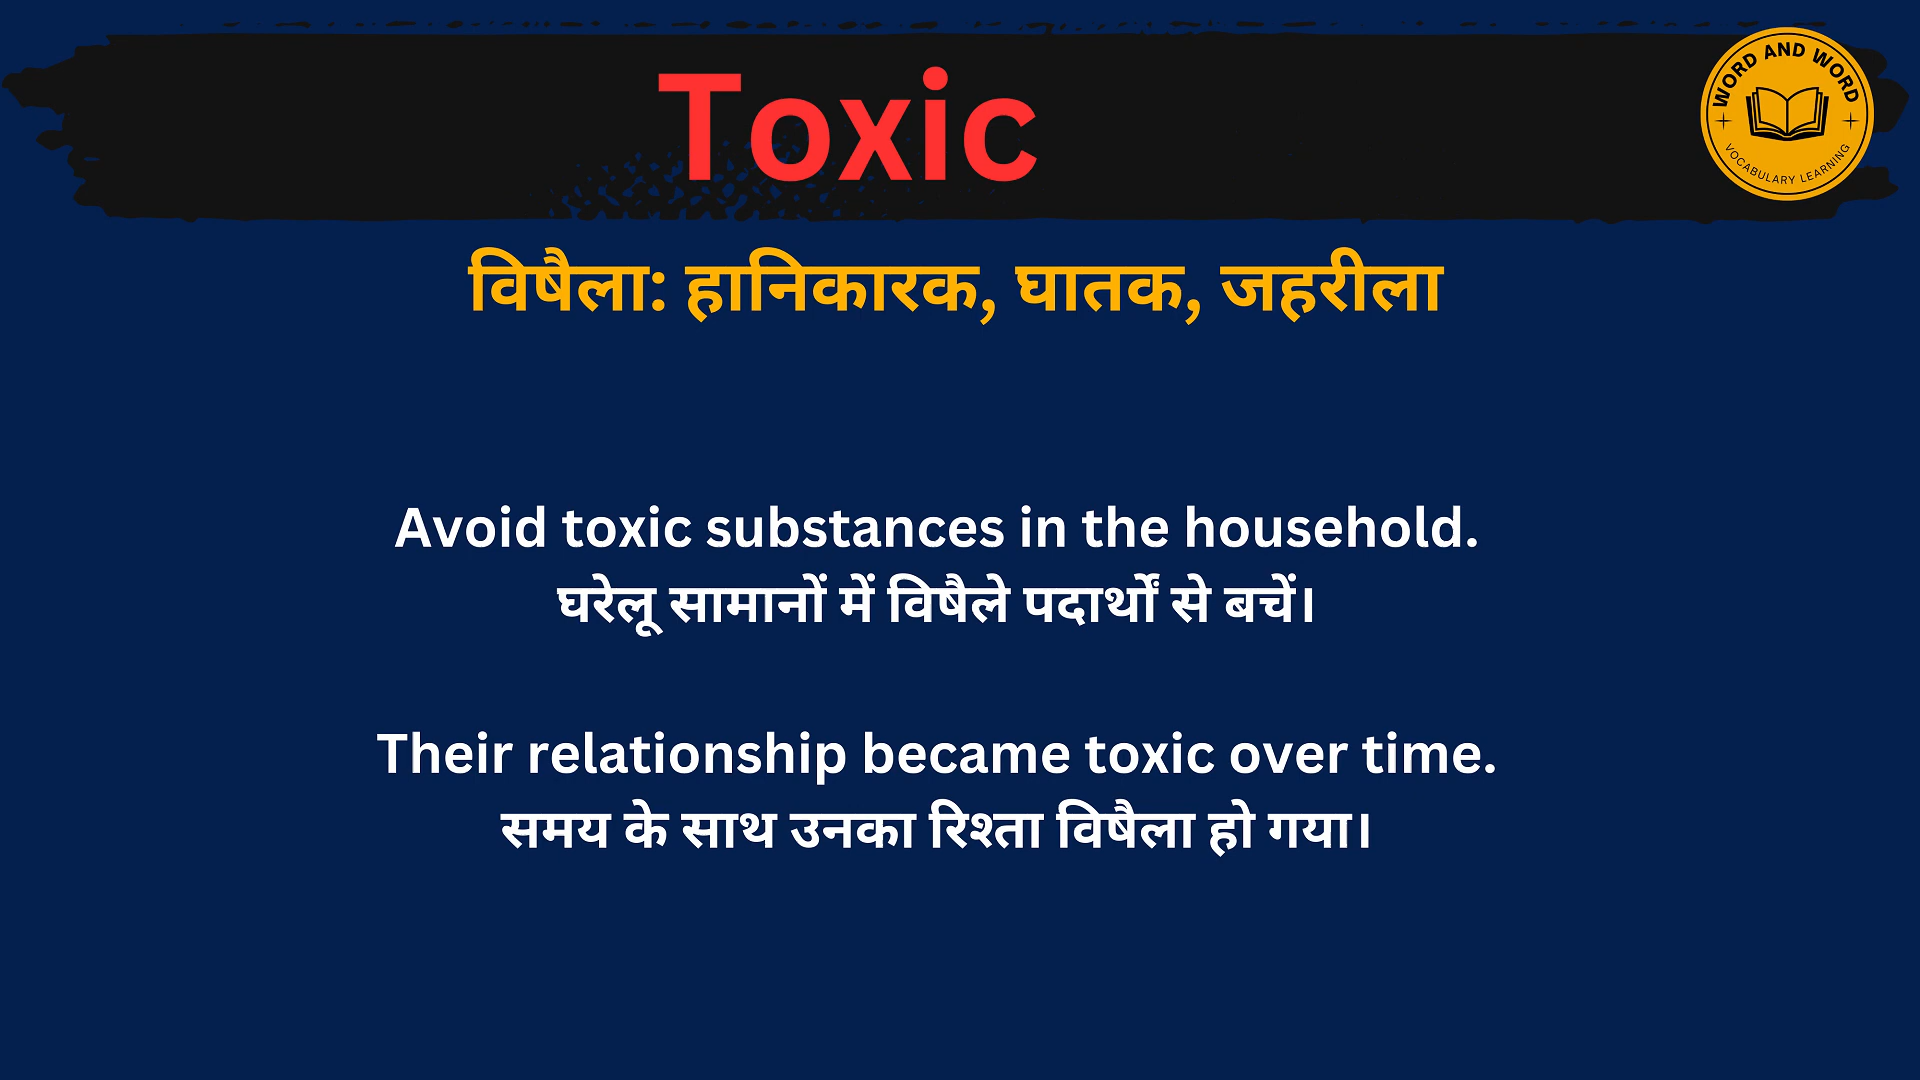 Toxic
WORD AND WORD
VOCABULARY LEARNING
विषैला: हानिकारक, घातक, जहरीला
Avoid toxic substances in the household.
घरेलू सामानों में विषैले पदार्थों से बचें।
Their relationship became toxic over time.
समय के साथ उनका रिश्ता विषैला हो गया।